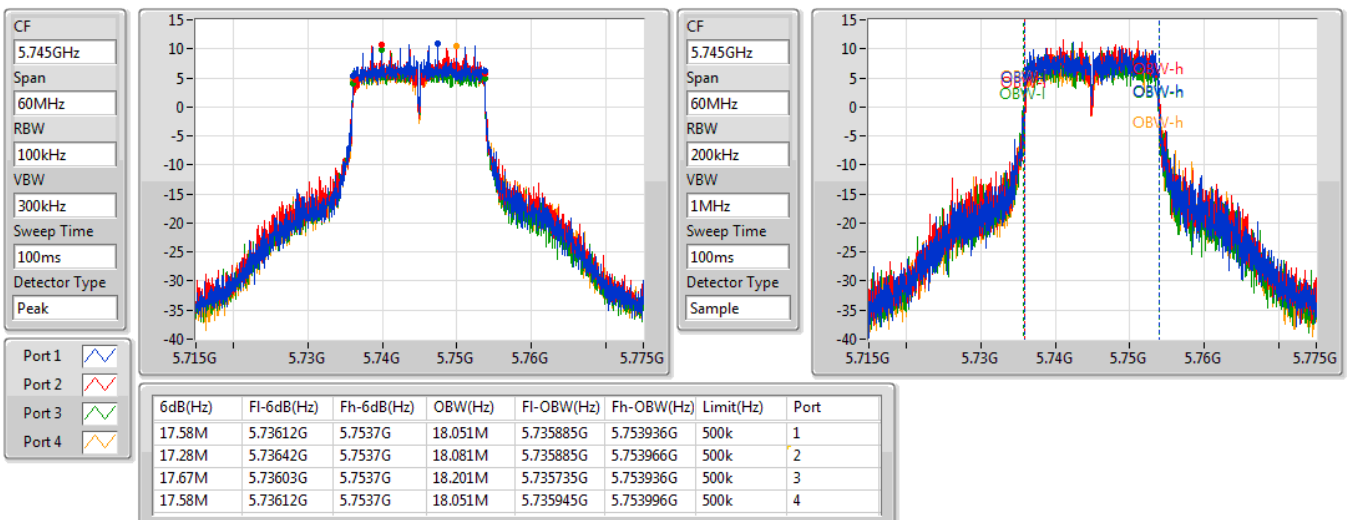 CF
5.745GHz
Span
60MHz
RBW
100kHz
VBW
300kHz
Sweep Time
100ms
Detector Type
Peak
Port 1
Port 2
Port 3
Port 4
15
10
5
0
-5
-10
-15
-20
-25
-30
-35
-40
5.715G 5.73G 5.74G 5.75G 5.76G 5.775G
CF
5.745GHz
Span
60MHz
RBW
200kHz
VBW
1MHz
Sweep Time
100ms
Detector Type
Sample
15
10
5
0
-5
-10
-15
-20
-25
-30
-35
-40
OBW-h
OBW-l
OBW-h
OBW-h
5.715G 5.73G 5.74G 5.75G 5.76G 5.775G
6dB(Hz) Fl-6dB(Hz) Fh-6dB(Hz) OBW(Hz) Fl-OBW(Hz) Fh-OBW(Hz) Limit(Hz) Port
17.58M 5.73612G 5.7537G 18.051M 5.735885G 5.753936G 500k 1
17.28M 5.73642G 5.7537G 18.081M 5.735885G 5.753966G 500k 2
17.67M 5.73603G 5.7537G 18.201M 5.735735G 5.753936G 500k 3
17.58M 5.73612G 5.7537G 18.051M 5.735945G 5.753996G 500k 4